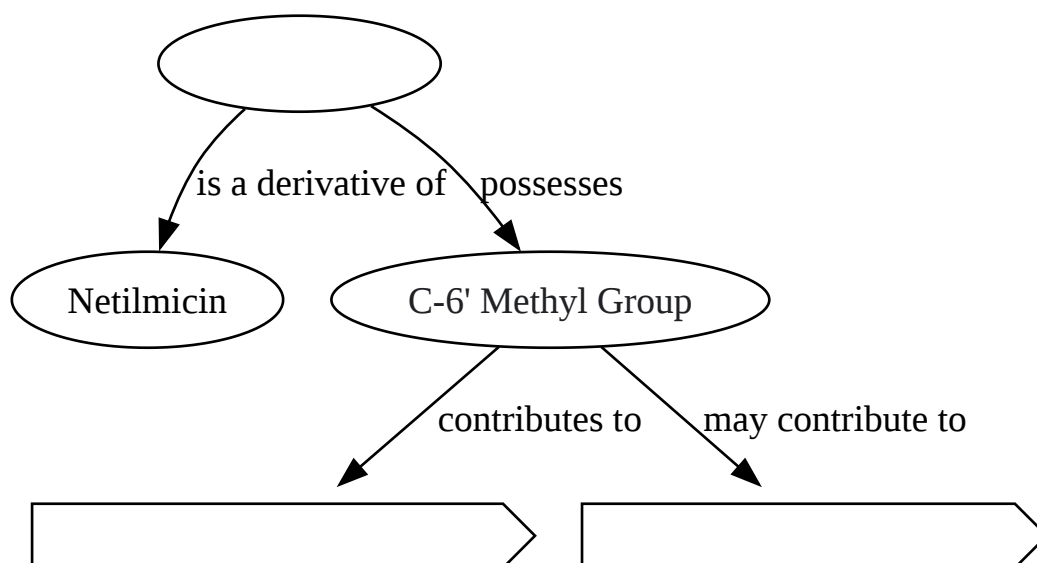 is a derivative of
possesses
Netilmicin
C-6' Methyl Group
contributes to
may contribute to